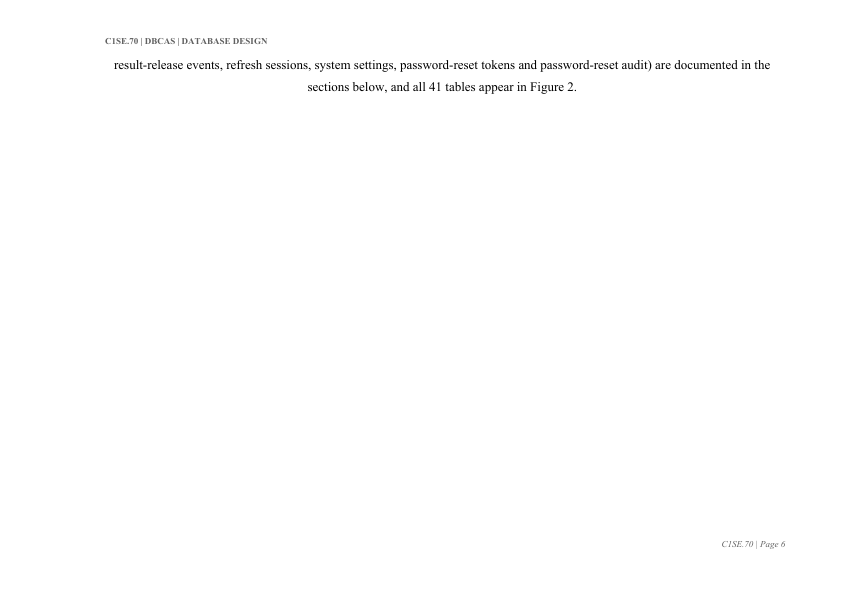 C1SE.70 | DBCAS | DATABASE DESIGN
result-release events, refresh sessions, system settings, password-reset tokens and password-reset audit) are documented in the
sections below, and all 41 tables appear in Figure 2.
C1SE.70 | Page 6